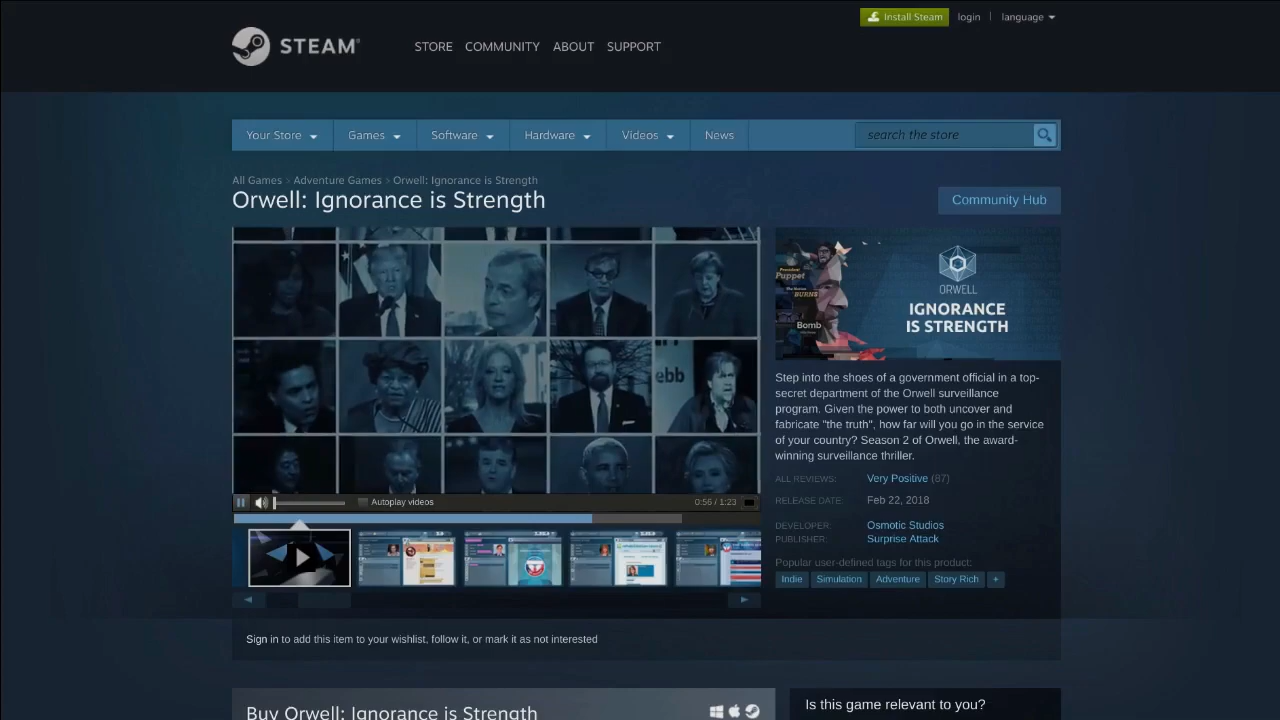 Install Steam
login
language
STEAM
STORE COMMUNITY ABOUT SUPPORT
Your Store Games Software Hardware Videos News
search the store
All Games > Adventure Games > Orwell: Ignorance is Strength
Orwell: Ignorance is Strength
Community Hub
ebb
Autoplay videos
0:56 / 1:23
President
Puppet
The Nation
BURNS
Bomb
ORWELL
IGNORANCE
IS STRENGTH
Step into the shoes of a government official in a top-
secret department of the Orwell surveillance
program. Given the power to both uncover and
fabricate "the truth", how far will you go in the service
of your country? Season 2 of Orwell, the award-
winning surveillance thriller.
ALL REVIEWS: Very Positive (87)
RELEASE DATE: Feb 22, 2018
DEVELOPER: Osmotic Studios
PUBLISHER: Surprise Attack
Popular user-defined tags for this product:
Indie Simulation Adventure Story Rich +
Sign in to add this item to your wishlist, follow it, or mark it as not interested
Buy Orwell: Ignorance is Strength
Is this game relevant to you?